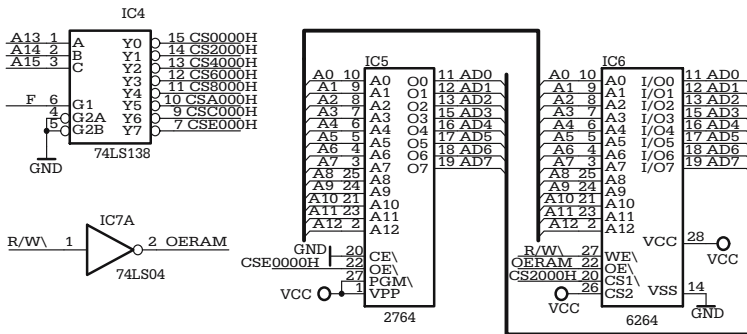 IC4
A13 1 A Y0 15 CS0000H
A14 2 B Y1 14 CS2000H
A15 3 C Y2 13 CS4000H
Y3 12 CS6000H
Y4 11 CS8000H
F 6 G1 Y5 10 CSA000H
4 G2A Y6 9 CSC000H
5 G2B Y7 7 CSE000H
GND
74LS138
IC7A
R/W\ 1 2 OERAM
74LS04
IC5
A0 10 A0 O0 11 AD0
A1 9 A1 O1 12 AD1
A2 8 A2 O2 13 AD2
A3 7 A3 O3 15 AD3
A4 6 A4 O4 16 AD4
A5 5 A5 O5 17 AD5
A6 4 A6 O6 18 AD6
A7 3 A7 O7 19 AD7
A8 25 A8
A9 24 A9
A10 21 A10
A11 23 A11
A12 2 A12
GND 20 CE\
CSE0000H 22 OE\
27 PGM\
VCC 1 VPP
2764
IC6
A0 10 A0 I/O0 11 AD0
A1 9 A1 I/O1 12 AD1
A2 8 A2 I/O2 13 AD2
A3 7 A3 I/O3 15 AD3
A4 6 A4 I/O4 16 AD4
A5 5 A5 I/O5 17 AD5
A6 4 A6 I/O6 18 AD6
A7 3 A7 I/O7 19 AD7
A8 25 A8
A9 24 A9
A10 21 A10
A11 23 A11
A12 2 A12
VCC 28 VCC
R/W\ 27 WE\
OERAM 22 OE\
CS2000H 20 CS1\
VCC 26 CS2
VSS 14 GND
6264